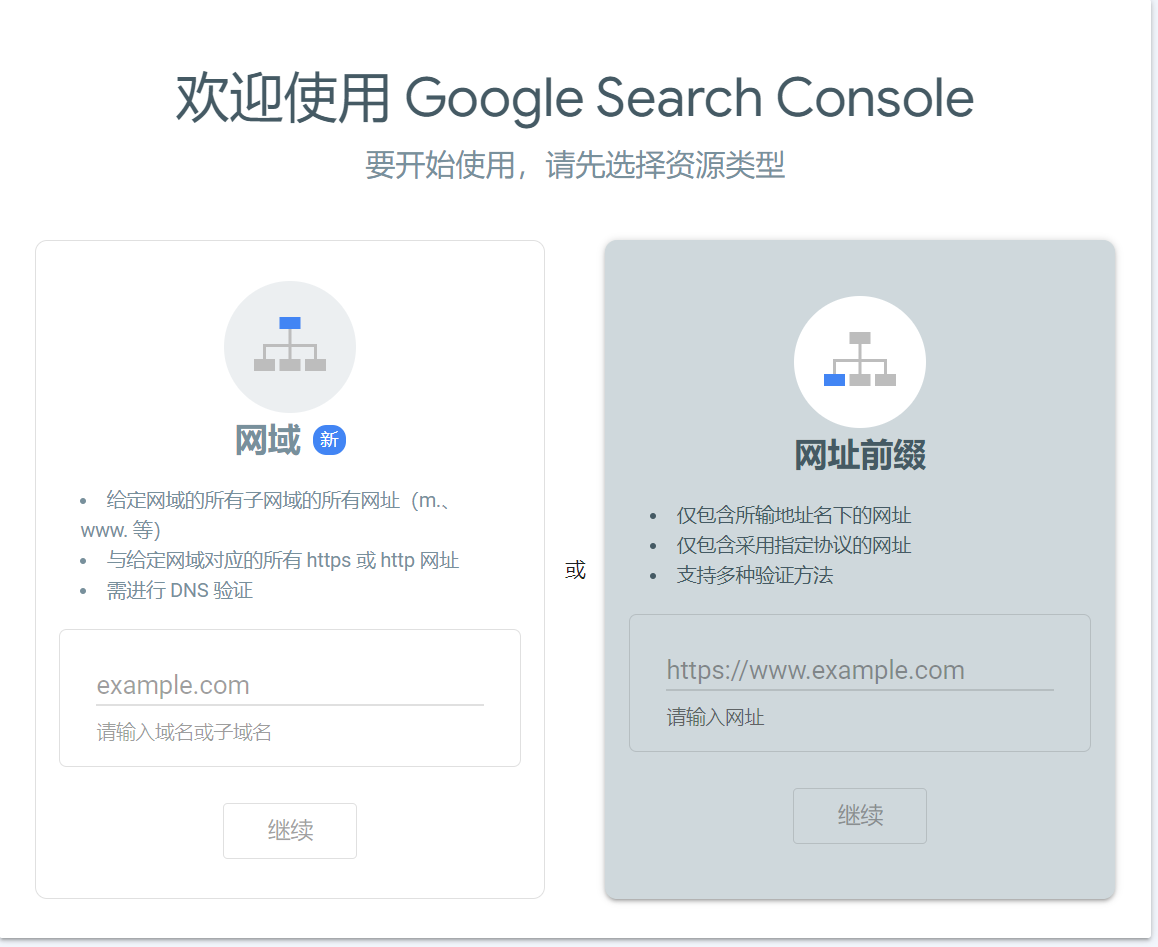 欢迎使用 Google Search Console
要开始使用，请先选择资源类型
网域 新
• 给定网域的所有子网域的所有网址（m.、
www. 等）
• 与给定网域对应的所有 https 或 http 网址
• 需进行 DNS 验证
example.com
请输入域名或子域名
继续
或
网址前缀
• 仅包含所输地址名下的网址
• 仅包含采用指定协议的网址
• 支持多种验证方法
https://www.example.com
请输入网址
继续